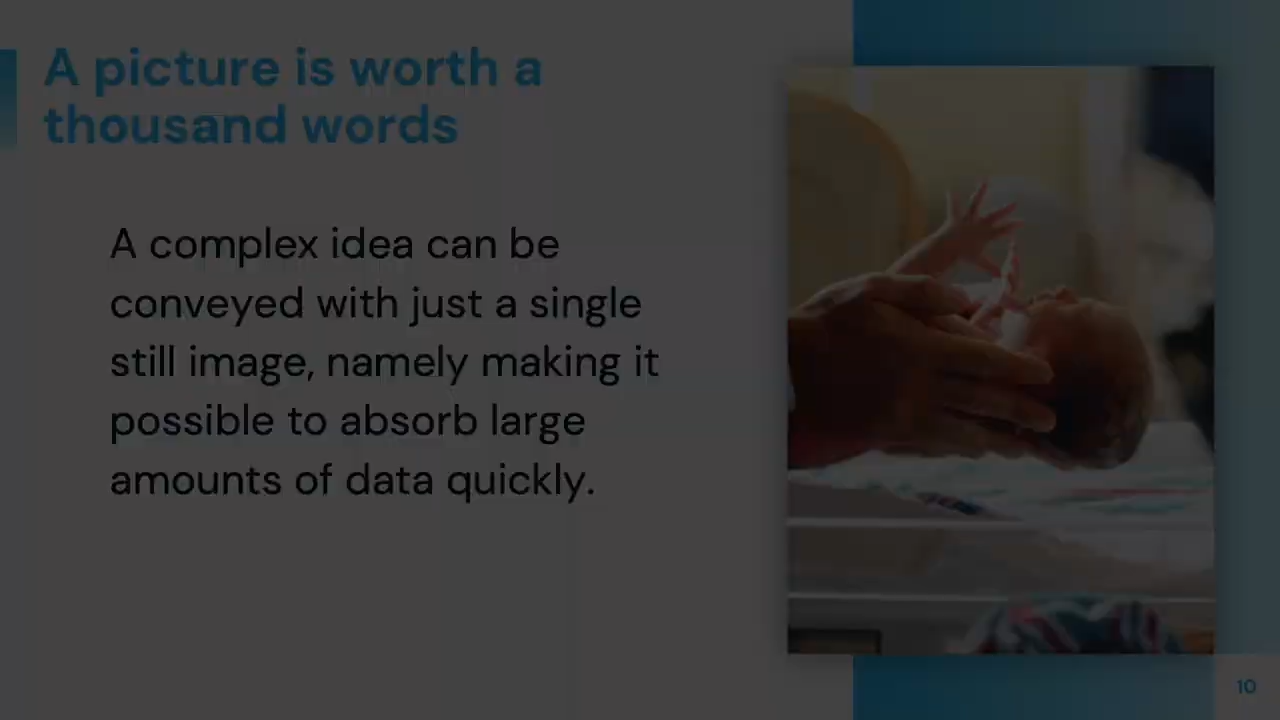 A picture is worth a
thousand words
A complex idea can be
conveyed with just a single
still image, namely making it
possible to absorb large
amounts of data quickly.
10